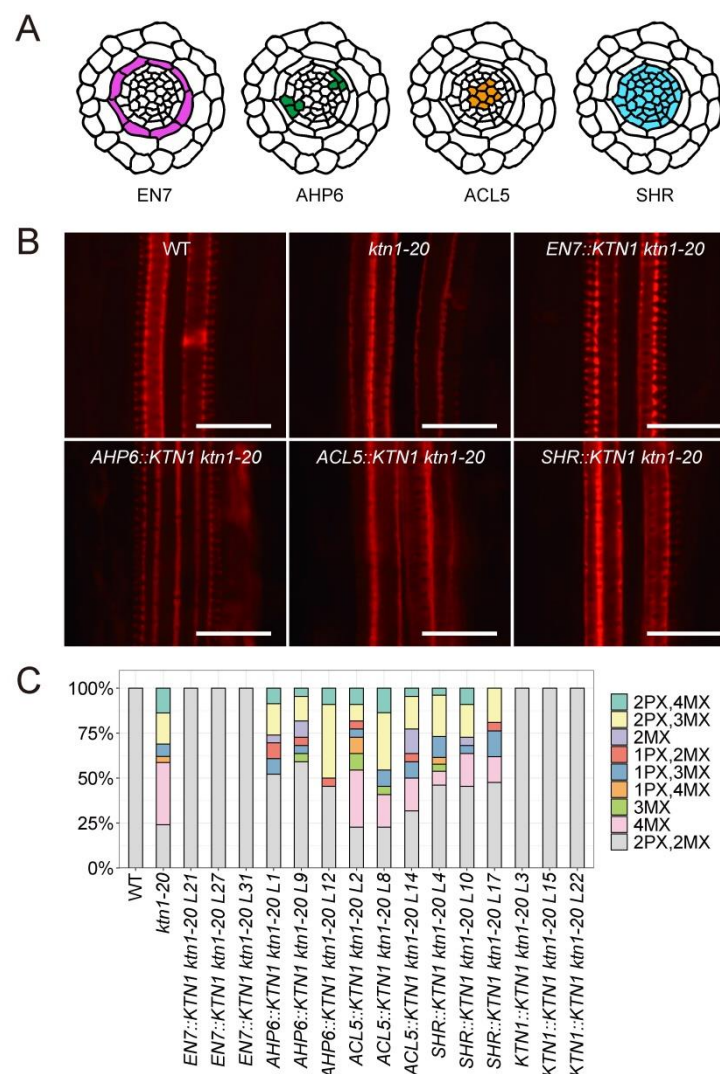 A
EN7 AHP6 ACL5 SHR
B
WT ktn1-20 EN7::KTN1 ktn1-20
AHP6::KTN1 ktn1-20 ACL5::KTN1 ktn1-20 SHR::KTN1 ktn1-20
C
100%
75%
50%
25%
0%
2PX,4MX
2PX,3MX
2MX
1PX,2MX
1PX,3MX
1PX,4MX
3MX
4MX
2PX,2MX
WT
ktn1-20
EN7::KTN1 ktn1-20 L21
EN7::KTN1 ktn1-20 L27
EN7::KTN1 ktn1-20 L31
AHP6::KTN1 ktn1-20 L1
AHP6::KTN1 ktn1-20 L9
AHP6::KTN1 ktn1-20 L12
ACL5::KTN1 ktn1-20 L2
ACL5::KTN1 ktn1-20 L8
ACL5::KTN1 ktn1-20 L14
SHR::KTN1 ktn1-20 L4
SHR::KTN1 ktn1-20 L10
SHR::KTN1 ktn1-20 L17
KTN1::KTN1 ktn1-20 L3
KTN1::KTN1 ktn1-20 L15
KTN1::KTN1 ktn1-20 L22